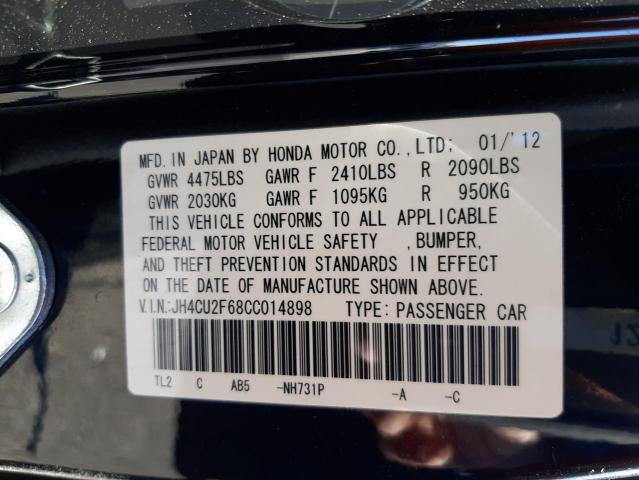 MFD. IN JAPAN BY HONDA MOTOR CO., LTD: 01/'12
GVWR 4475LBS GAWR F 2410LBS R 2090LBS
GVWR 2030KG GAWR F 1095KG R 950KG
THIS VEHICLE CONFORMS TO ALL APPLICABLE
FEDERAL MOTOR VEHICLE SAFETY , BUMPER,
AND THEFT PREVENTION STANDARDS IN EFFECT
ON THE DATE OF MANUFACTURE SHOWN ABOVE.
V.I.N.:JH4CU2F68CC014898 TYPE: PASSENGER CAR
TL2 C AB5 -NH731P -A -C